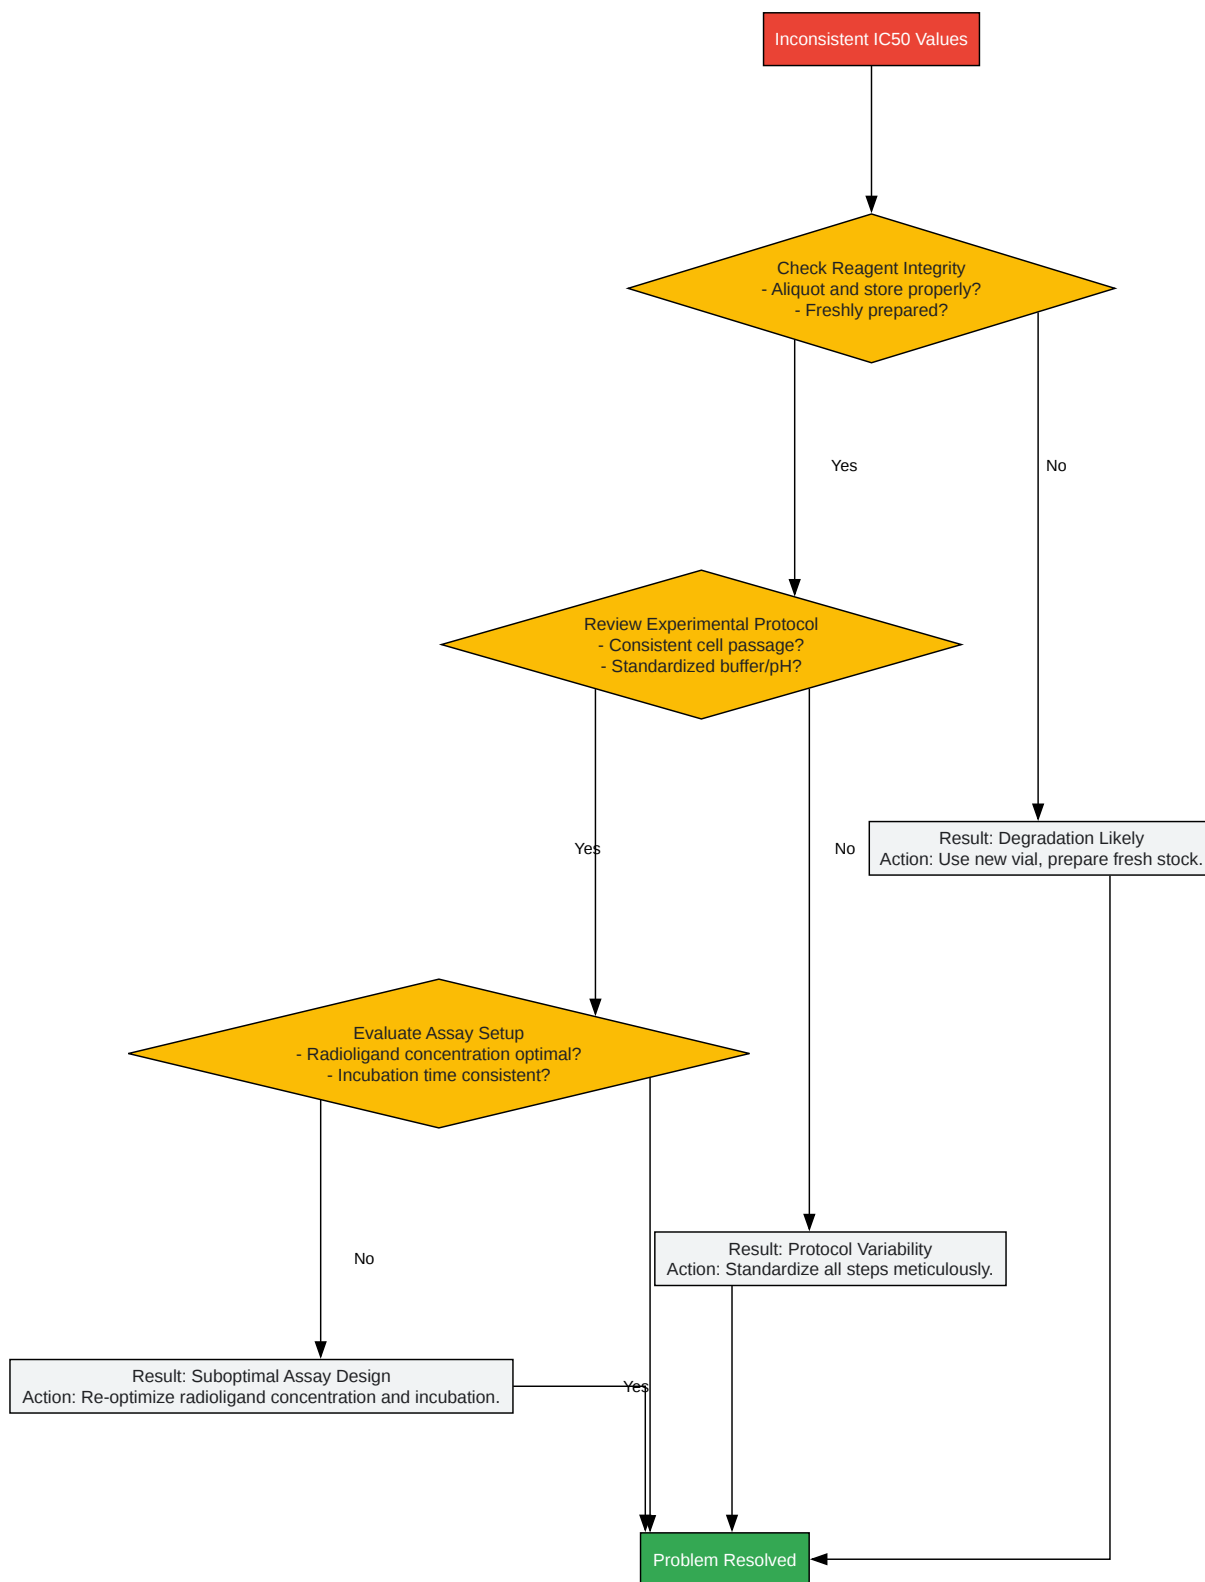 Inconsistent IC50 Values
Check Reagent Integrity
- Aliquot and store properly?
- Freshly prepared?
Yes
No
Review Experimental Protocol
- Consistent cell passage?
- Standardized buffer/pH?
Yes
No
Result: Degradation Likely
Action: Use new vial, prepare fresh stock.
Evaluate Assay Setup
- Radioligand concentration optimal?
- Incubation time consistent?
No
Result: Protocol Variability
Action: Standardize all steps meticulously.
Result: Suboptimal Assay Design
Action: Re-optimize radioligand concentration and incubation.
Yes
Problem Resolved